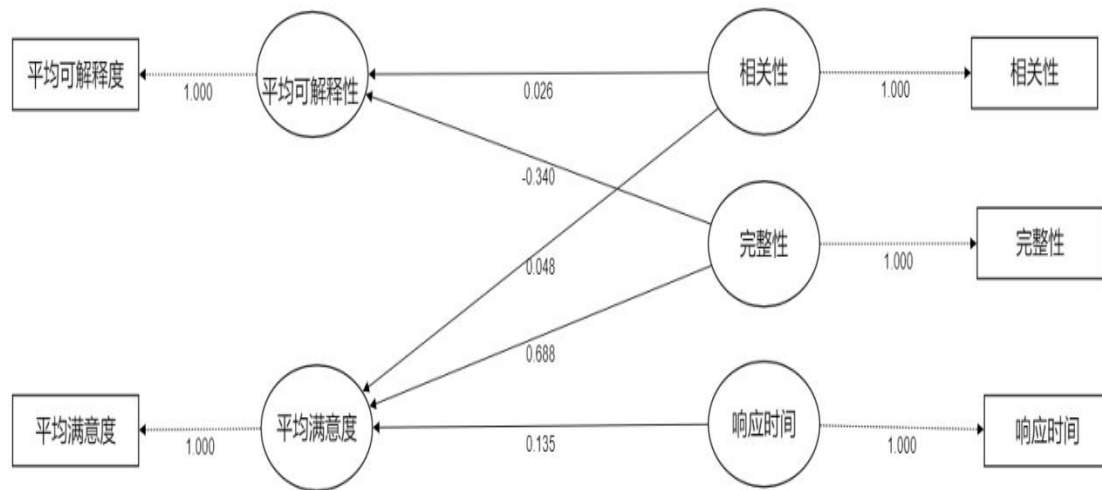 平均可解释度
1.000
平均可解释性
0.026
相关性
1.000
相关性
-0.340
完整性
1.000
完整性
0.048
0.688
平均满意度
1.000
平均满意度
0.135
响应时间
1.000
响应时间